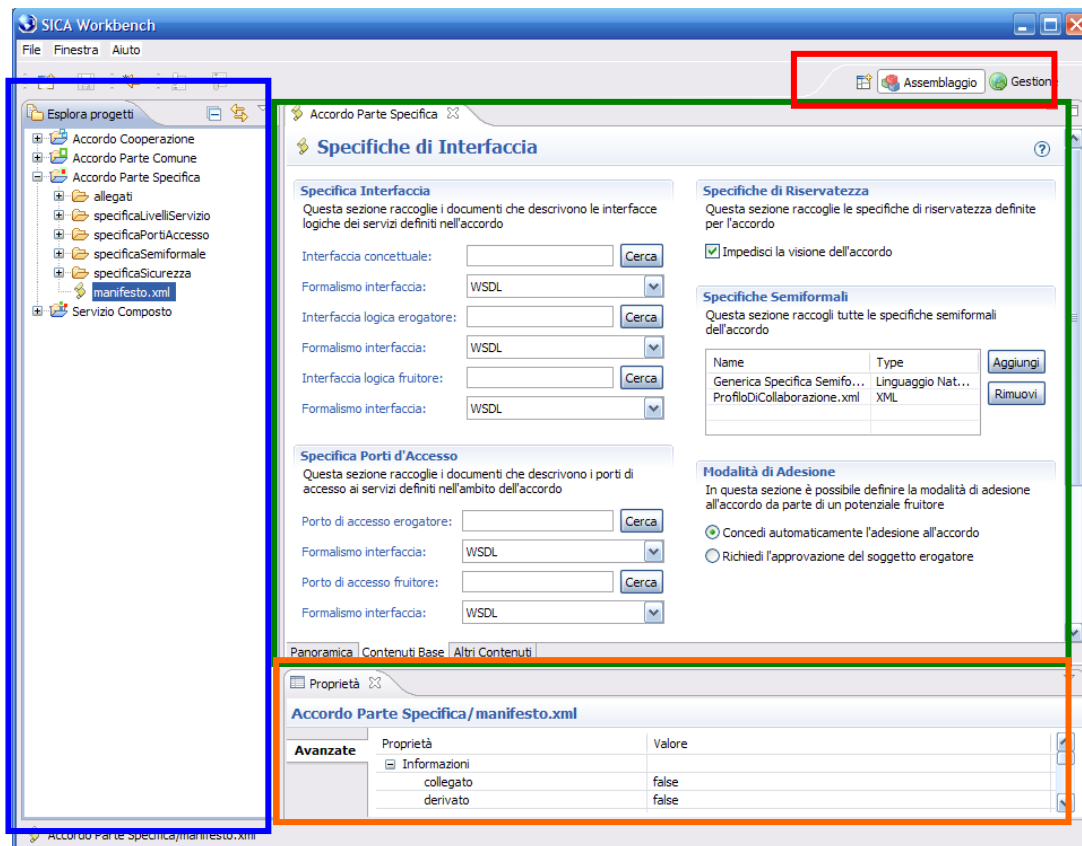 SICA Workbench
File Finestra Aiuto
Assemblaggio Gestione
Esplora progetti
Accordo Cooperazione
Accordo Parte Comune
Accordo Parte Specifica
allegati
specificaLivelliServizio
specificaPortiAccesso
specificaSemiformale
specificaSicurezza
manifesto.xml
Servizio Composto
Accordo Parte Specifica
Specifiche di Interfaccia
Specifica Interfaccia
Questa sezione raccoglie i documenti che descrivono le interfacce
logiche dei servizi definiti nell'accordo
Interfaccia concettuale: Cerca
Formalismo interfaccia: WSDL
Interfaccia logica erogatore: Cerca
Formalismo interfaccia: WSDL
Interfaccia logica fruitore: Cerca
Formalismo interfaccia: WSDL
Specifica Porti d'Accesso
Questa sezione raccoglie i documenti che descrivono i porti di
accesso ai servizi definiti nell'ambito dell'accordo
Porto di accesso erogatore: Cerca
Formalismo interfaccia: WSDL
Porto di accesso fruitore: Cerca
Formalismo interfaccia: WSDL
Specifiche di Riservatezza
Questa sezione raccoglie le specifiche di riservatezza definite
per l'accordo
Impedisci la visione dell'accordo
Specifiche Semiformali
Questa sezione raccogli tutte le specifiche semiformali
dell'accordo
Name Type Aggiungi
Generica Specifica Semifo... Linguaggio Nat...
ProfiloDiCollaborazione.xml XML Rimuovi
Modalità di Adesione
In questa sezione è possibile definire la modalità di adesione
all'accordo da parte di un potenziale fruitore
Concedi automaticamente l'adesione all'accordo
Richiedi l'approvazione del soggetto erogatore
Panoramica Contenuti Base Altri Contenuti
Proprietà
Accordo Parte Specifica/manifesto.xml
Avanzate
Proprietà Valore
Informazioni
collegato false
derivato false
Accordo Parte Specifica/manifesto.xml